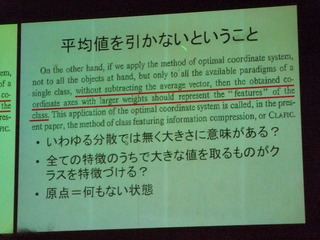 平均値を引かないということ
On the other hand, if we apply the method of optimal coordinate system,
not to all the objects at hand, but only to all the available paradigms of a
single class, without subtracting the average vector, then the obtained co-
ordinate axes with larger weights should represent the "features" of the
class. This application of the optimal coordinate system is called, in the pres-
ent paper, the method of class featuring information compression, or CLAFIC.
• いわゆる分散では無く大きさに意味がある？
• 全ての特徴のうちで大きな値を取るものがク
ラスを特徴づける？
• 原点＝何もない状態